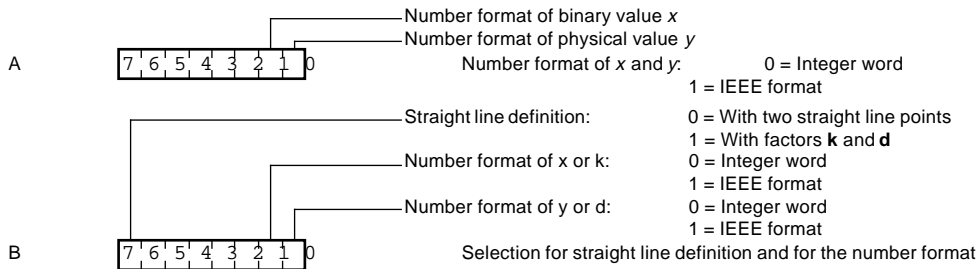 Number format of binary value x
Number format of physical value y
A 7 6 5 4 3 2 1 0 Number format of x and y: 0 = Integer word
1 = IEEE format
Straight line definition: 0 = With two straight line points
1 = With factors k and d
Number format of x or k: 0 = Integer word
1 = IEEE format
Number format of y or d: 0 = Integer word
1 = IEEE format
B 7 6 5 4 3 2 1 0 Selection for straight line definition and for the number format